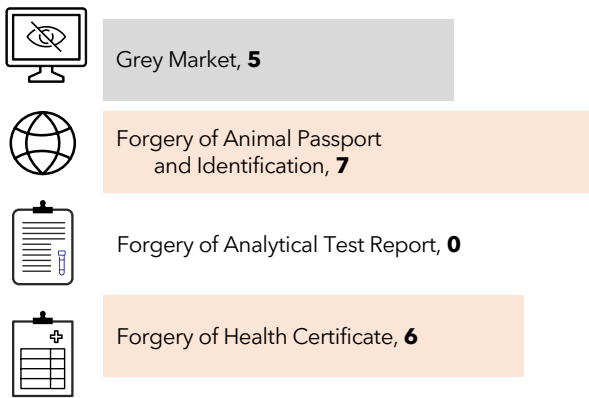 Grey Market, 5
Forgery of Animal Passport
and Identification, 7
Forgery of Analytical Test Report, 0
Forgery of Health Certificate, 6